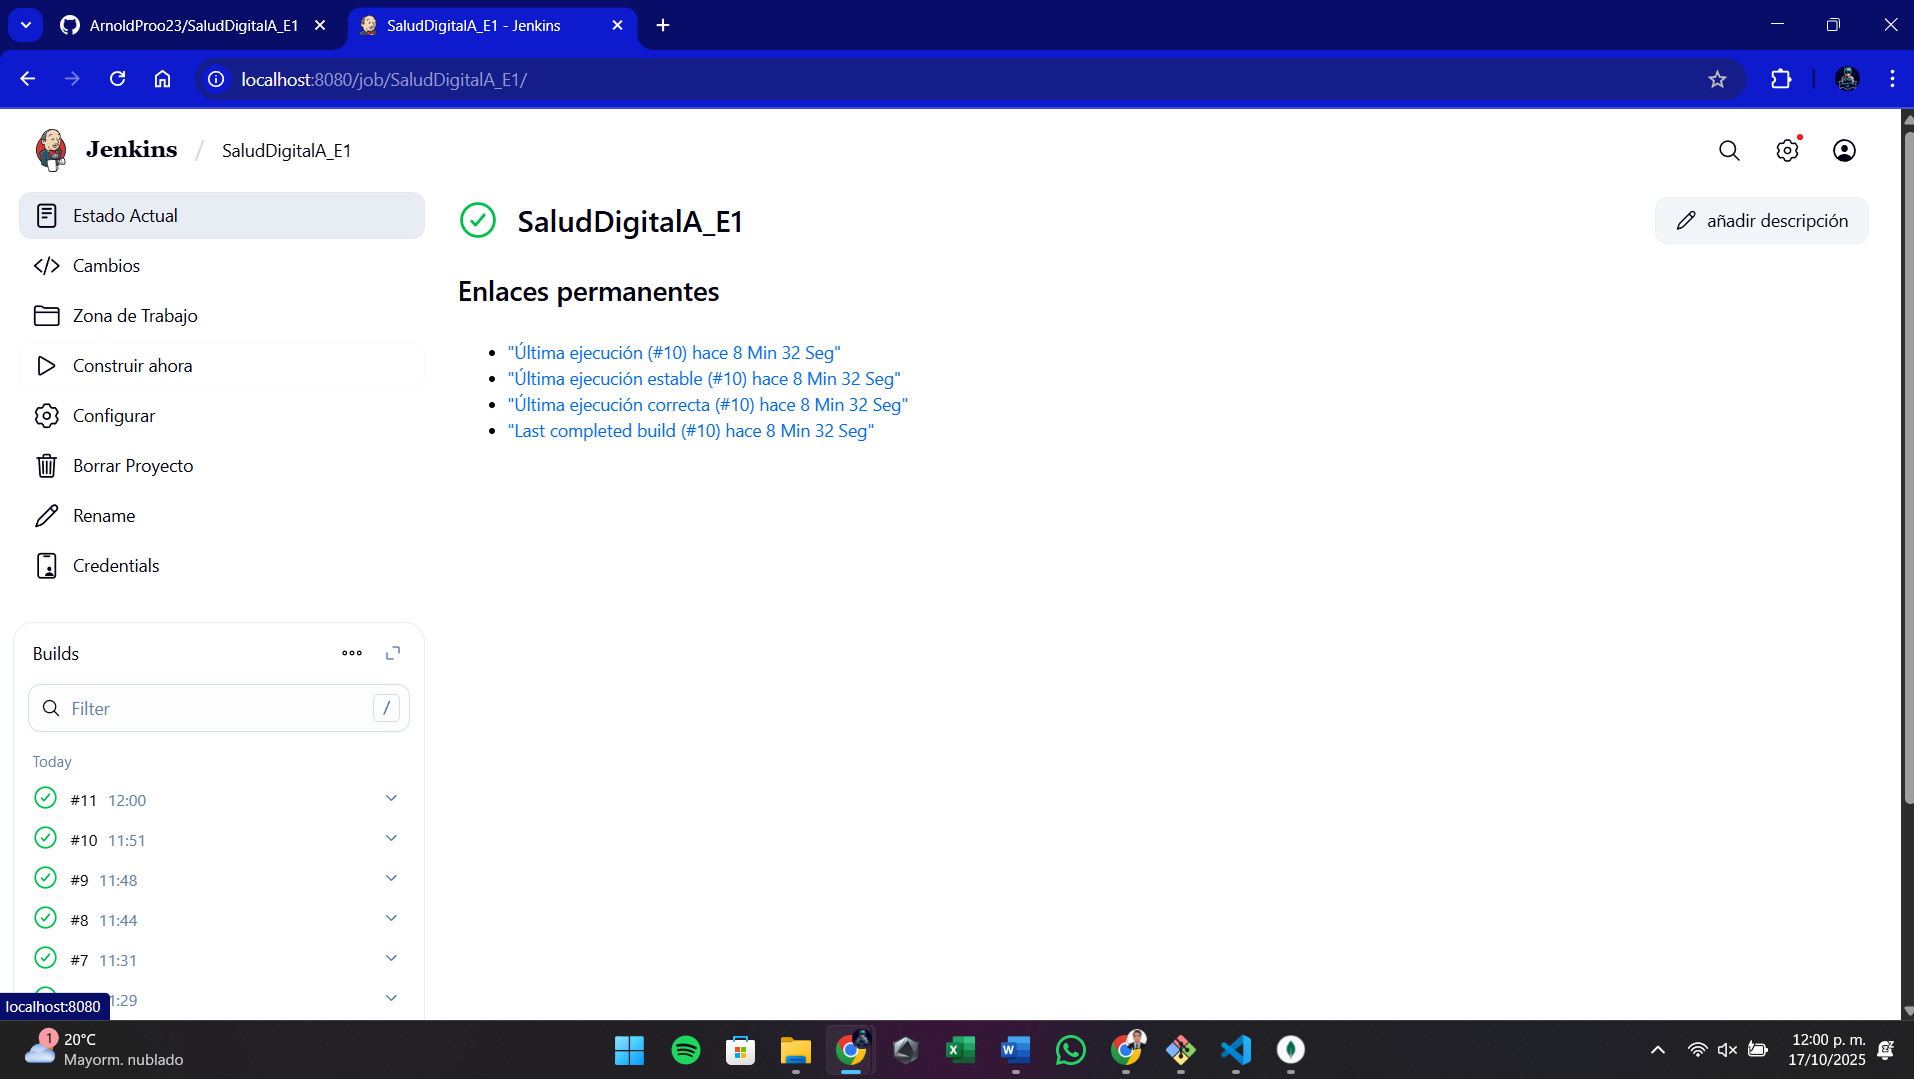 ArnoldProo23/SaludDigitalA_E1
SaludDigitalA_E1 - Jenkins
localhost:8080/job/SaludDigitalA_E1/
Jenkins / SaludDigitalA_E1
Estado Actual
Cambios
Zona de Trabajo
Construir ahora
Configurar
Borrar Proyecto
Rename
Credentials
SaludDigitalA_E1
añadir descripción
Enlaces permanentes
"Última ejecución (#10) hace 8 Min 32 Seg"
"Última ejecución estable (#10) hace 8 Min 32 Seg"
"Última ejecución correcta (#10) hace 8 Min 32 Seg"
"Last completed build (#10) hace 8 Min 32 Seg"
Builds
Filter /
Today
#11 12:00
#10 11:51
#9 11:48
#8 11:44
#7 11:31
1:29
localhost:8080
1
20°C
Mayorm. nublado
12:00 p. m.
17/10/2025